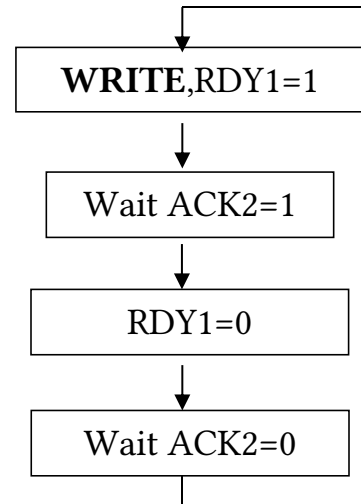 WRITE,RDY1=1
Wait ACK2=1
RDY1=0
Wait ACK2=0